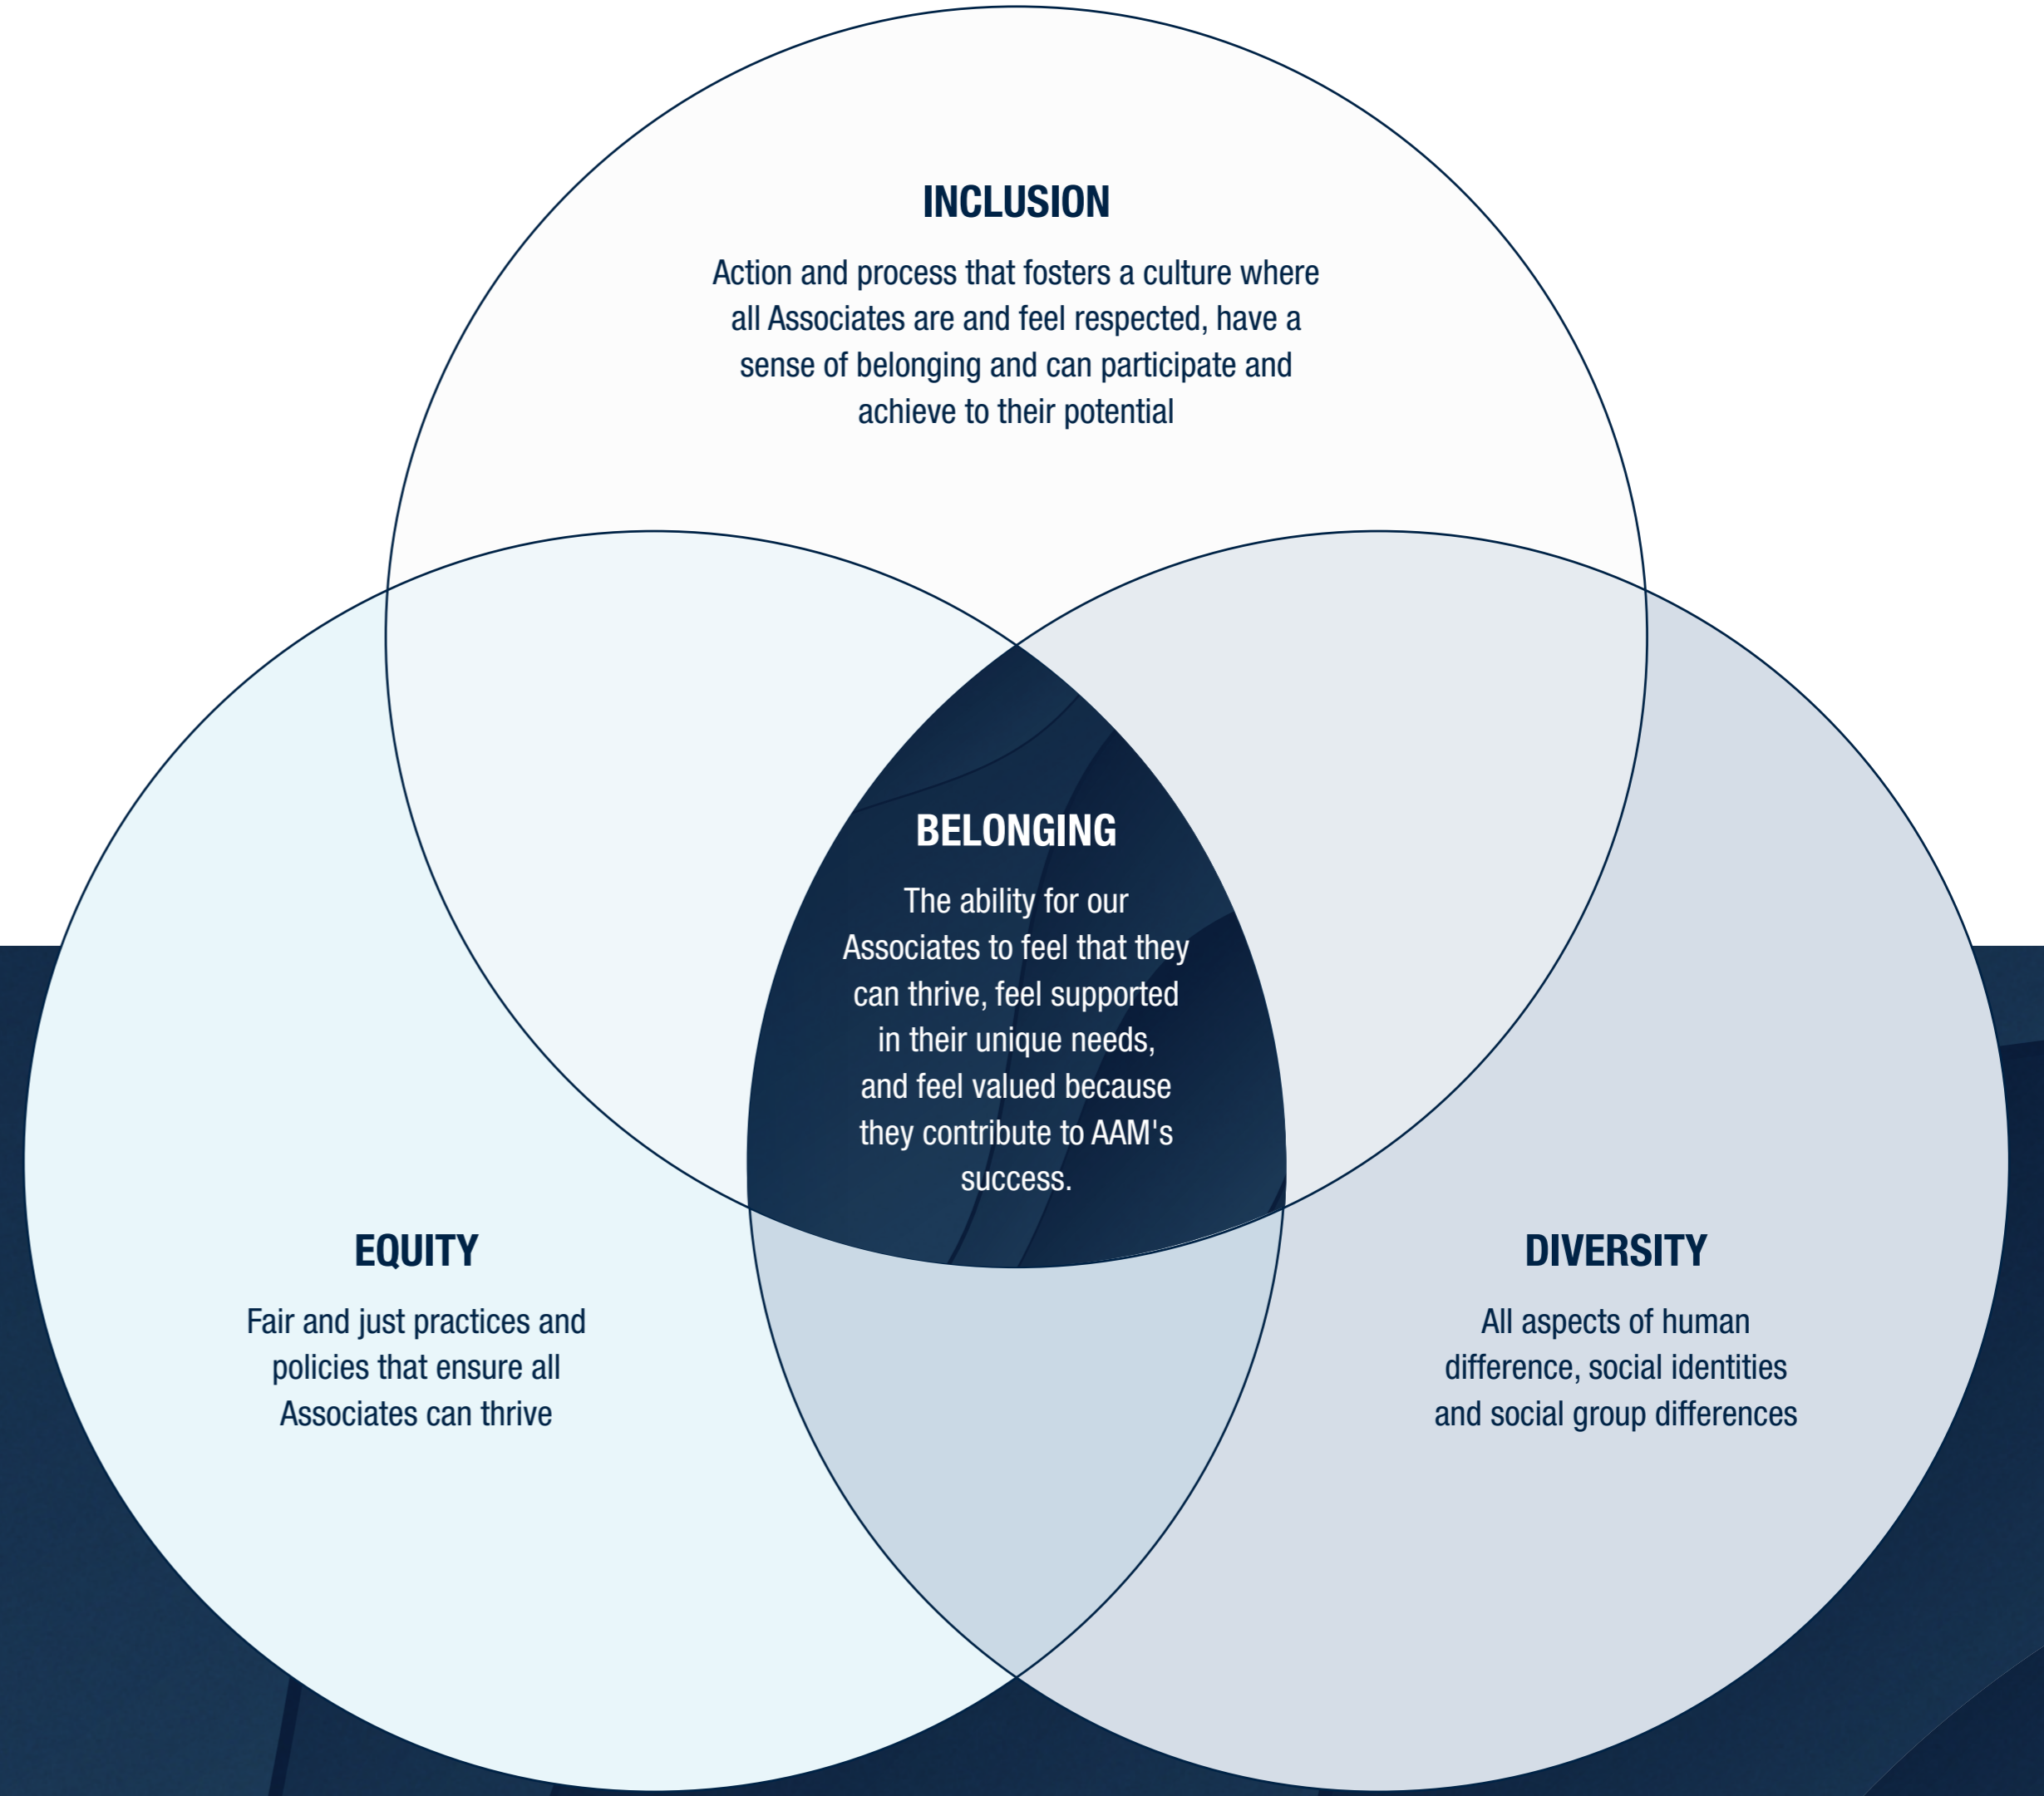 INCLUSION
Action and process that fosters a culture where
all Associates are and feel respected, have a
sense of belonging and can participate and
achieve to their potential
BELONGING
The ability for our
Associates to feel that they
can thrive, feel supported
in their unique needs,
and feel valued because
they contribute to AAM's
success.
EQUITY
Fair and just practices and
policies that ensure all
Associates can thrive
DIVERSITY
All aspects of human
difference, social identities
and social group differences